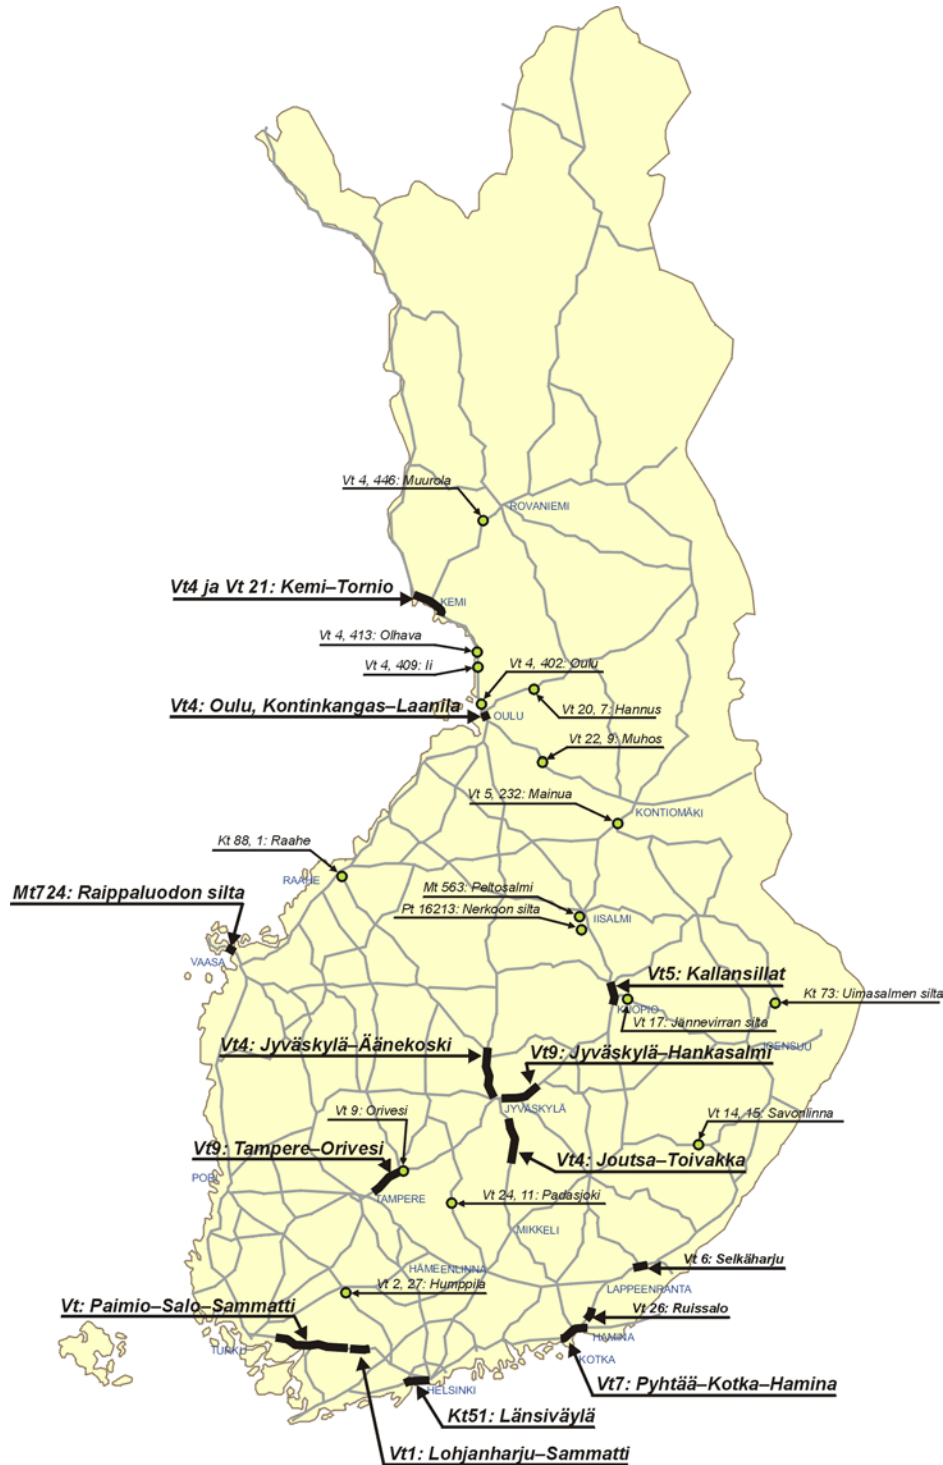 Vt 4, 446: Muurola
ROVANIEMI
Vt4 ja Vt 21: Kemi–Tornio
KEMI
Vt 4, 413: Olhava
Vt 4, 409: Ii
Vt 4, 402: Oulu
Vt4: Oulu, Kontinkangas–Laanila
OULU
Vt 20, 7: Hannus
Vt 22, 9: Muhos
Vt 5, 232: Mainua
KONTIOMÄKI
Kt 88, 1: Raahe
RAAHE
Mt724: Raippaluodon silta
Mt 563: Peltosalmi
Pt 16213: Nerkoon silta
IISALMI
VAASA
Vt5: Kallansillat
Kt 73: Uimasalmen silta
KUOPIO
Vt 17: Jännevirran silta
JOENSUU
Vt4: Jyväskylä–Äänekoski
Vt9: Jyväskylä–Hankasalmi
JYVÄSKYLÄ
Vt 9: Orivesi
Vt 14, 15: Savonlinna
Vt9: Tampere–Orivesi
Vt4: Joutsa–Toivakka
PORI
TAMPERE
Vt 24, 11: Padasjoki
MIKKELI
HÄMEENLINNA
Vt 6: Selkäharju
Vt 2, 27: Humppila
LAPPEENRANTA
Vt: Paimio–Salo–Sammatti
Vt 26: Ruissalo
HAMINA
TURKU
KOTKA
Vt7: Pyhtää–Kotka–Hamina
HELSINKI
Kt51: Länsiväylä
Vt1: Lohjanharju–Sammatti